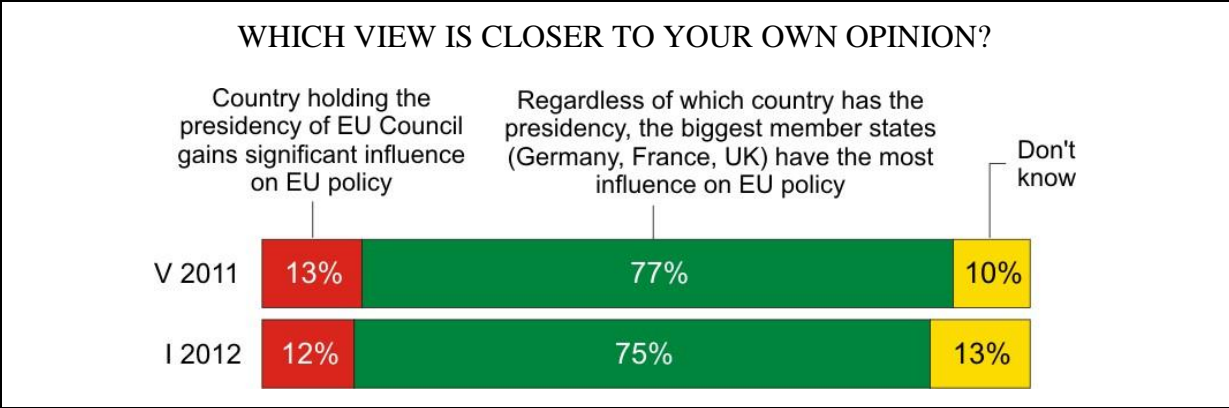 WHICH VIEW IS CLOSER TO YOUR OWN OPINION?
Country holding the
presidency of EU Council
gains significant influence
on EU policy
Regardless of which country has the
presidency, the biggest member states
(Germany, France, UK) have the most
influence on EU policy
Don't
know
V 2011 13% 77% 10%
I 2012 12% 75% 13%